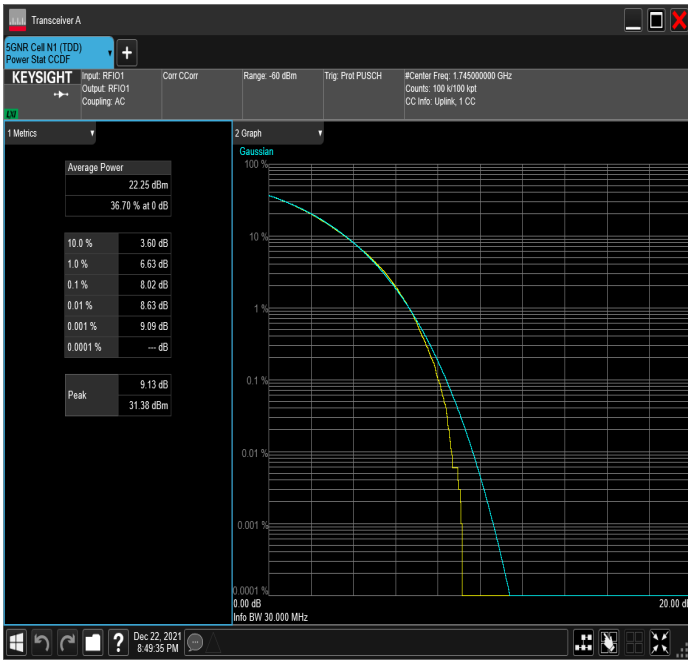 Transceiver A
5GNR Cell N1 (TDD)
Power Stat CCDF
KEYSIGHT
Input: RFIO1
Output: RFIO1
Coupling: AC
Corr CCorr
Range: -60 dBm
Trig: Prot PUSCH
#Center Freq: 1.745000000 GHz
Counts: 100 k/100 kpt
CC Info: Uplink, 1 CC
LXI
1 Metrics
Average Power
22.25 dBm
36.70 % at 0 dB
10.0 % 3.60 dB
1.0 % 6.63 dB
0.1 % 8.02 dB
0.01 % 8.63 dB
0.001 % 9.09 dB
0.0001 % --- dB
Peak
9.13 dB
31.38 dBm
2 Graph
Gaussian
100 %
10 %
1 %
0.1 %
0.01 %
0.001 %
0.0001 %
0.00 dB
20.00 dB
Info BW 30.000 MHz
?
Dec 22, 2021
8:49:35 PM